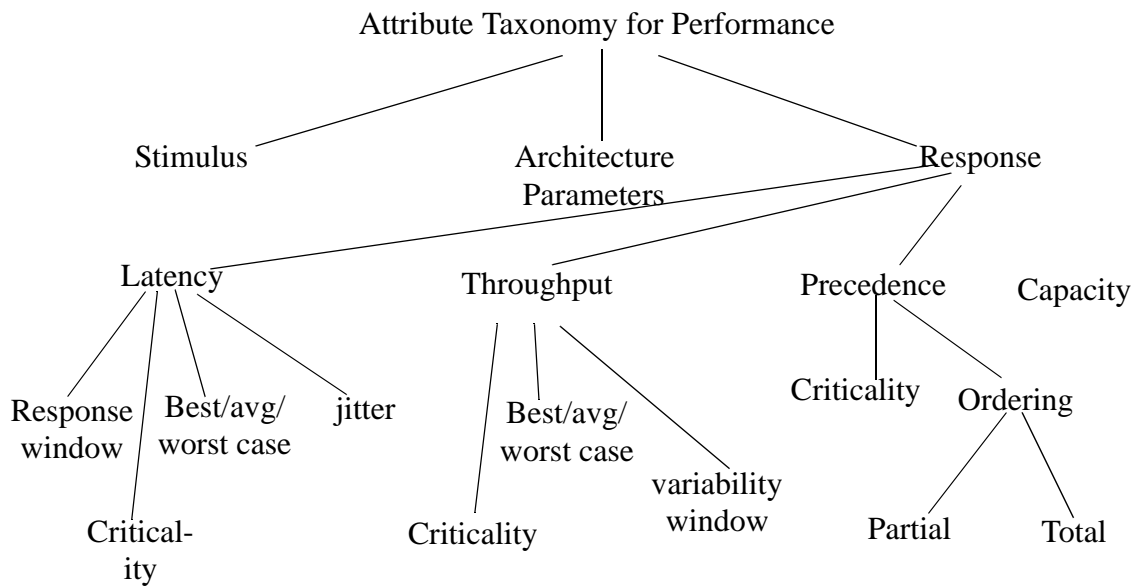 Attribute Taxonomy for Performance
Stimulus
Architecture
Parameters
Response
Latency
Throughput
Precedence
Capacity
Response
window
Best/avg/
worst case
jitter
Critical-
ity
Best/avg/
worst case
Criticality
variability
window
Criticality
Ordering
Partial
Total